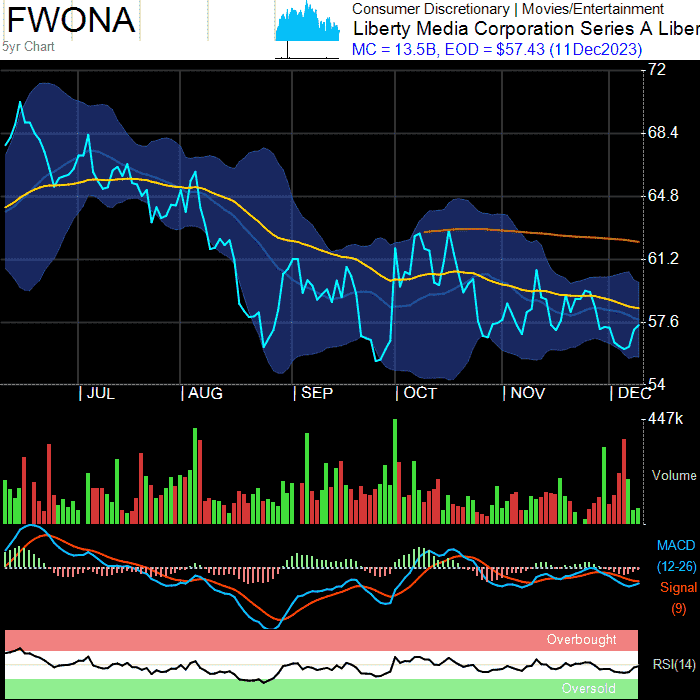 FWONA
5yr Chart
Consumer Discretionary | Movies/Entertainment
Liberty Media Corporation Series A Liber
MC = 13.5B, EOD = $57.43 (11Dec2023)
72
68.4
64.8
61.2
57.6
54
| JUL | AUG | SEP | OCT | NOV | DEC
447k
Volume
MACD
(12-26)
Signal
(9)
Overbought
RSI(14)
Oversold